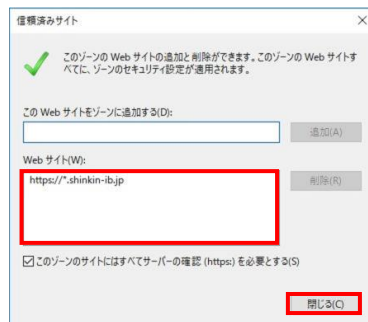 信頼済みサイト
このゾーンの Web サイトの追加と削除ができます。このゾーンの Web サイトす
べてに、ゾーンのセキュリティ設定が適用されます。
この Web サイトをゾーンに追加する(D):
追加(A)
Web サイト(W):
https://*.shinkin-ib.jp
削除(R)
このゾーンのサイトにはすべてサーバーの確認 (https:) を必要とする(S)
閉じる(C)